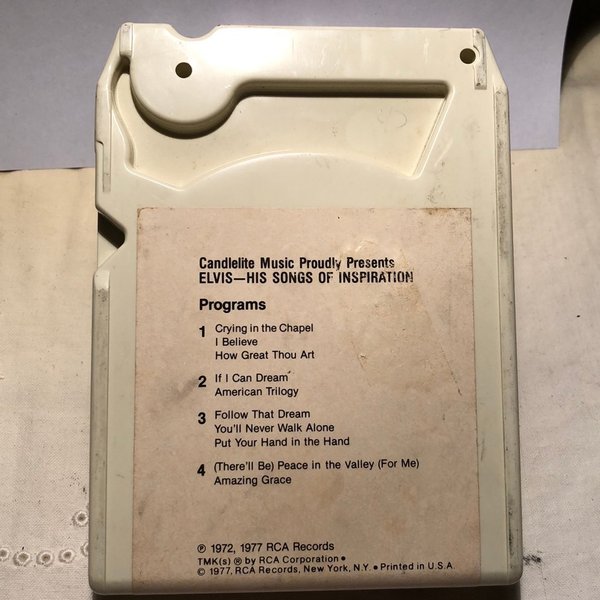 Candlelite Music Proudly Presents
ELVIS—HIS SONGS OF INSPIRATION
Programs
1 Crying in the Chapel
I Believe
How Great Thou Art
2 If I Can Dream
American Trilogy
3 Follow That Dream
You'll Never Walk Alone
Put Your Hand in the Hand
4 (There'll Be) Peace in the Valley (For Me)
Amazing Grace
℗ 1972, 1977 RCA Records
TMK(s) ® by RCA Corporation •
© 1977, RCA Records, New York, N.Y. • Printed in U.S.A.